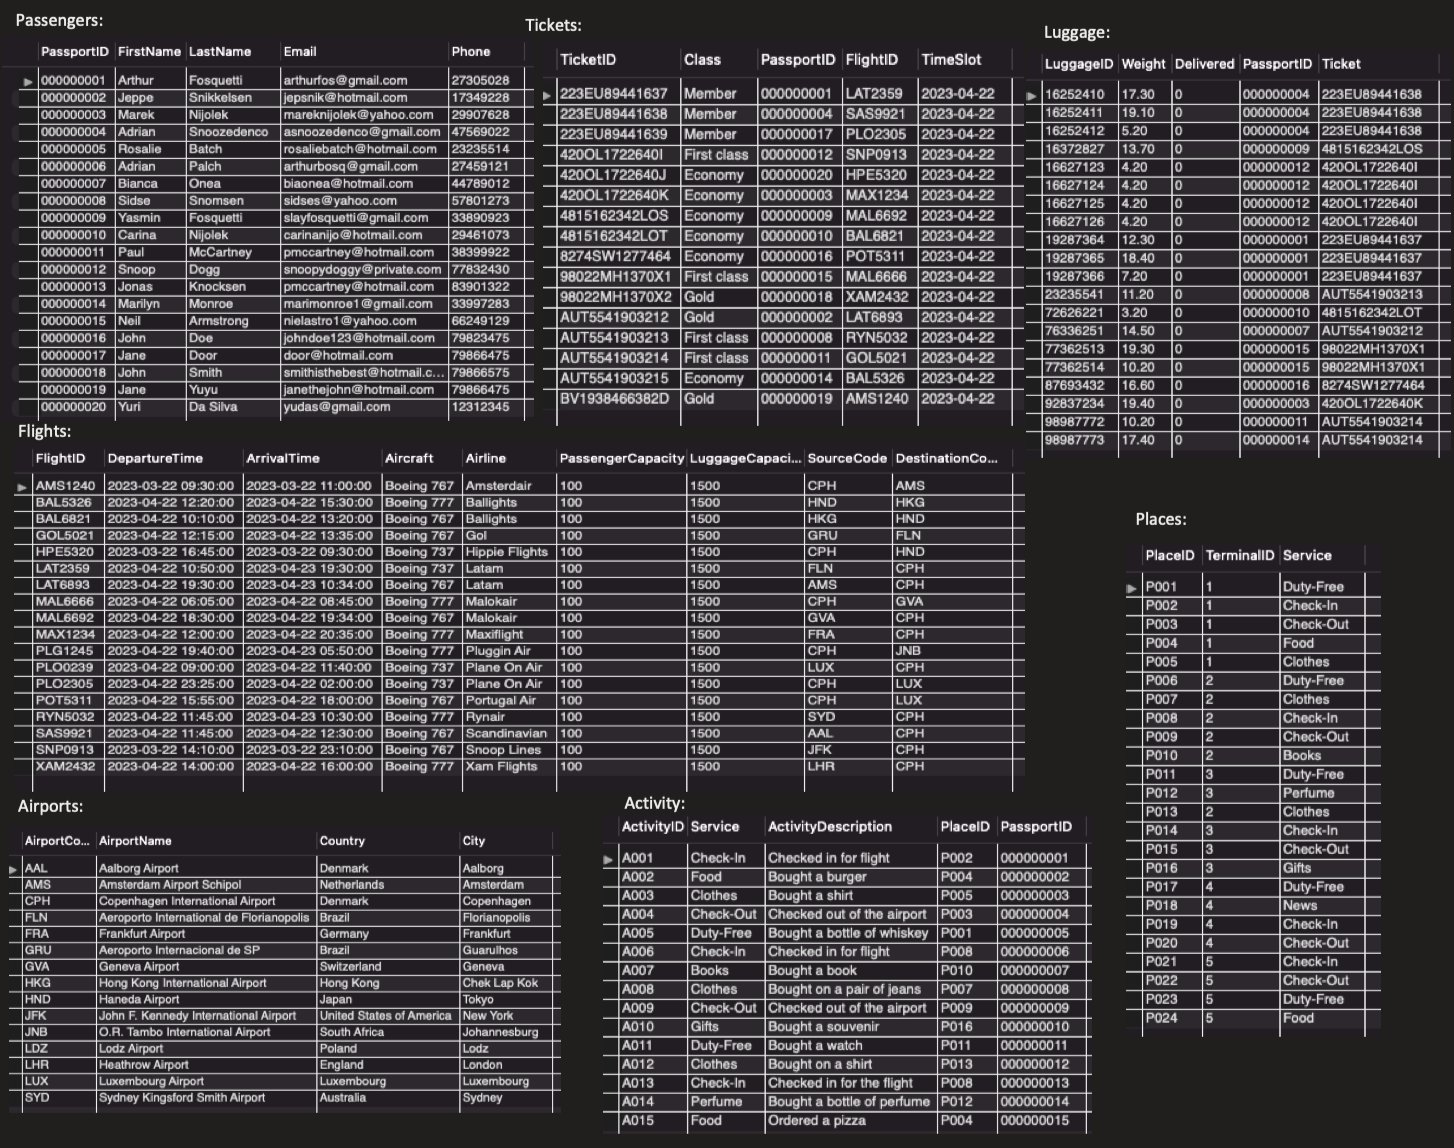 Passengers:
PassportID FirstName LastName Email Phone
000000001 Arthur Fosquetti arthurfos@gmail.com 27305028
000000002 Jeppe Snikkelsen jepsnik@hotmail.com 17349228
000000003 Marek Nijolek mareknijolek@yahoo.com 29907628
000000004 Adrian Snoozedenco asnoozedenco@gmail.com 47569022
000000005 Rosalie Batch rosaliebatch@hotmail.com 23235514
000000006 Adrian Palch arthurbosq@gmail.com 27459121
000000007 Bianca Onea biaonea@hotmail.com 44789012
000000008 Sidse Snomsen sidses@yahoo.com 57801273
000000009 Yasmin Fosquetti slayfosquetti@gmail.com 33890923
000000010 Carina Nijolek carinanijo@hotmail.com 29461073
000000011 Paul McCartney pmccartney@hotmail.com 38399922
000000012 Snoop Dogg snoopydoggy@private.com 77832430
000000013 Jonas Knocksen pmccartney@hotmail.com 83901322
000000014 Marilyn Monroe marimonroe1@gmail.com 33997283
000000015 Neil Armstrong nielastro1@yahoo.com 66249129
000000016 John Doe johndoe123@hotmail.com 79823475
000000017 Jane Door door@hotmail.com 79866475
000000018 John Smith smithisthebest@hotmail.c... 79866575
000000019 Jane Yuyu janethejohn@hotmail.com 79866475
000000020 Yuri Da Silva yudas@gmail.com 12312345
Tickets:
TicketID Class PassportID FlightID TimeSlot
223EU89441637 Member 000000001 LAT2359 2023-04-22
223EU89441638 Member 000000004 SAS9921 2023-04-22
223EU89441639 Member 000000017 PLO2305 2023-04-22
420OL1722640I First class 000000012 SNP0913 2023-04-22
420OL1722640J Economy 000000020 HPE5320 2023-04-22
420OL1722640K Economy 000000003 MAX1234 2023-04-22
4815162342LOS Economy 000000009 MAL6692 2023-04-22
4815162342LOT Economy 000000010 BAL6821 2023-04-22
8274SW1277464 Economy 000000016 POT5311 2023-04-22
98022MH1370X1 First class 000000015 MAL6666 2023-04-22
98022MH1370X2 Gold 000000018 XAM2432 2023-04-22
AUT5541903212 Gold 000000002 LAT6893 2023-04-22
AUT5541903213 First class 000000008 RYN5032 2023-04-22
AUT5541903214 First class 000000011 GOL5021 2023-04-22
AUT5541903215 Economy 000000014 BAL5326 2023-04-22
BV1938466382D Gold 000000019 AMS1240 2023-04-22
Luggage:
LuggageID Weight Delivered PassportID Ticket
16252410 17.30 0 000000004 223EU89441638
16252411 19.10 0 000000004 223EU89441638
16252412 5.20 0 000000004 223EU89441638
16372827 13.70 0 000000009 4815162342LOS
16627123 4.20 0 000000012 420OL1722640I
16627124 4.20 0 000000012 420OL1722640I
16627125 4.20 0 000000012 420OL1722640I
16627126 4.20 0 000000012 420OL1722640I
19287364 12.30 0 000000001 223EU89441637
19287365 18.40 0 000000001 223EU89441637
19287366 7.20 0 000000001 223EU89441637
23235541 11.20 0 000000008 AUT5541903213
72626221 3.20 0 000000010 4815162342LOT
76336251 14.50 0 000000007 AUT5541903212
77362513 19.30 0 000000015 98022MH1370X1
77362514 10.20 0 000000015 98022MH1370X1
87693432 16.60 0 000000016 8274SW1277464
92837234 19.40 0 000000003 420OL1722640K
98987772 10.20 0 000000011 AUT5541903214
98987773 17.40 0 000000014 AUT5541903214
Flights:
FlightID DepartureTime ArrivalTime Aircraft Airline PassengerCapacity LuggageCapaci... SourceCode DestinationCo...
AMS1240 2023-03-22 09:30:00 2023-03-22 11:00:00 Boeing 767 Amsterdair 100 1500 CPH AMS
BAL5326 2023-04-22 12:20:00 2023-04-22 15:30:00 Boeing 777 Ballights 100 1500 HND HKG
BAL6821 2023-04-22 10:10:00 2023-04-22 13:20:00 Boeing 767 Ballights 100 1500 HKG HND
GOL5021 2023-04-22 12:15:00 2023-04-22 13:35:00 Boeing 767 Gol 100 1500 GRU FLN
HPE5320 2023-03-22 16:45:00 2023-03-22 09:30:00 Boeing 737 Hippie Flights 100 1500 CPH HND
LAT2359 2023-04-22 10:50:00 2023-04-23 19:30:00 Boeing 737 Latam 100 1500 FLN CPH
LAT6893 2023-04-22 19:30:00 2023-04-23 10:34:00 Boeing 767 Latam 100 1500 AMS CPH
MAL6666 2023-04-22 06:05:00 2023-04-22 08:45:00 Boeing 777 Malokair 100 1500 CPH GVA
MAL6692 2023-04-22 18:30:00 2023-04-22 19:34:00 Boeing 767 Malokair 100 1500 GVA CPH
MAX1234 2023-04-22 12:00:00 2023-04-22 20:35:00 Boeing 777 Maxiflight 100 1500 FRA CPH
PLG1245 2023-04-22 19:40:00 2023-04-23 05:50:00 Boeing 777 Pluggin Air 100 1500 CPH JNB
PLO0239 2023-04-22 09:00:00 2023-04-22 11:40:00 Boeing 737 Plane On Air 100 1500 LUX CPH
PLO2305 2023-04-22 23:25:00 2023-04-22 02:00:00 Boeing 737 Plane On Air 100 1500 CPH LUX
POT5311 2023-04-22 15:55:00 2023-04-22 18:00:00 Boeing 767 Portugal Air 100 1500 CPH LUX
RYN5032 2023-04-22 11:45:00 2023-04-23 10:30:00 Boeing 777 Rynair 100 1500 SYD CPH
SAS9921 2023-04-22 11:45:00 2023-04-22 12:30:00 Boeing 767 Scandinavian 100 1500 AAL CPH
SNP0913 2023-03-22 14:10:00 2023-03-22 23:10:00 Boeing 767 Snoop Lines 100 1500 JFK CPH
XAM2432 2023-04-22 14:00:00 2023-04-22 16:00:00 Boeing 777 Xam Flights 100 1500 LHR CPH
Places:
PlaceID TerminalID Service
P001 1 Duty-Free
P002 1 Check-In
P003 1 Check-Out
P004 1 Food
P005 1 Clothes
P006 2 Duty-Free
P007 2 Clothes
P008 2 Check-In
P009 2 Check-Out
P010 2 Books
P011 3 Duty-Free
P012 3 Perfume
P013 2 Clothes
P014 3 Check-In
P015 3 Check-Out
P016 3 Gifts
P017 4 Duty-Free
P018 4 News
P019 4 Check-In
P020 4 Check-Out
P021 5 Check-In
P022 5 Check-Out
P023 5 Duty-Free
P024 5 Food
Airports:
AirportCo... AirportName Country City
AAL Aalborg Airport Denmark Aalborg
AMS Amsterdam Airport Schipol Netherlands Amsterdam
CPH Copenhagen International Airport Denmark Copenhagen
FLN Aeroporto International de Florianopolis Brazil Florianopolis
FRA Frankfurt Airport Germany Frankfurt
GRU Aeroporto Internacional de SP Brazil Guarulhos
GVA Geneva Airport Switzerland Geneva
HKG Hong Kong International Airport Hong Kong Chek Lap Kok
HND Haneda Airport Japan Tokyo
JFK John F. Kennedy International Airport United States of America New York
JNB O.R. Tambo International Airport South Africa Johannesburg
LDZ Lodz Airport Poland Lodz
LHR Heathrow Airport England London
LUX Luxembourg Airport Luxembourg Luxembourg
SYD Sydney Kingsford Smith Airport Australia Sydney
Activity:
ActivityID Service ActivityDescription PlaceID PassportID
A001 Check-In Checked in for flight P002 000000001
A002 Food Bought a burger P004 000000002
A003 Clothes Bought a shirt P005 000000003
A004 Check-Out Checked out of the airport P003 000000004
A005 Duty-Free Bought a bottle of whiskey P001 000000005
A006 Check-In Checked in for flight P008 000000006
A007 Books Bought a book P010 000000007
A008 Clothes Bought on a pair of jeans P007 000000008
A009 Check-Out Checked out of the airport P009 000000009
A010 Gifts Bought a souvenir P016 000000010
A011 Duty-Free Bought a watch P011 000000011
A012 Clothes Bought on a shirt P013 000000012
A013 Check-In Checked in for the flight P008 000000013
A014 Perfume Bought a bottle of perfume P012 000000014
A015 Food Ordered a pizza P004 000000015